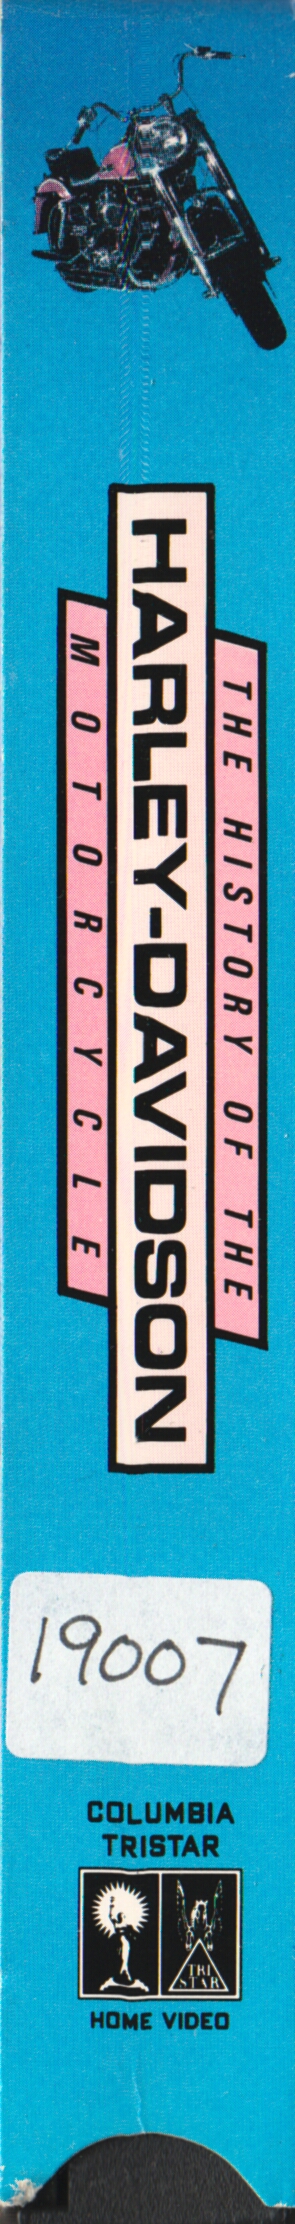 THE HISTORY OF THE
HARLEY-DAVIDSON
MOTORCYCLE
19007
COLUMBIA
TRISTAR
TRI
STAR
HOME VIDEO